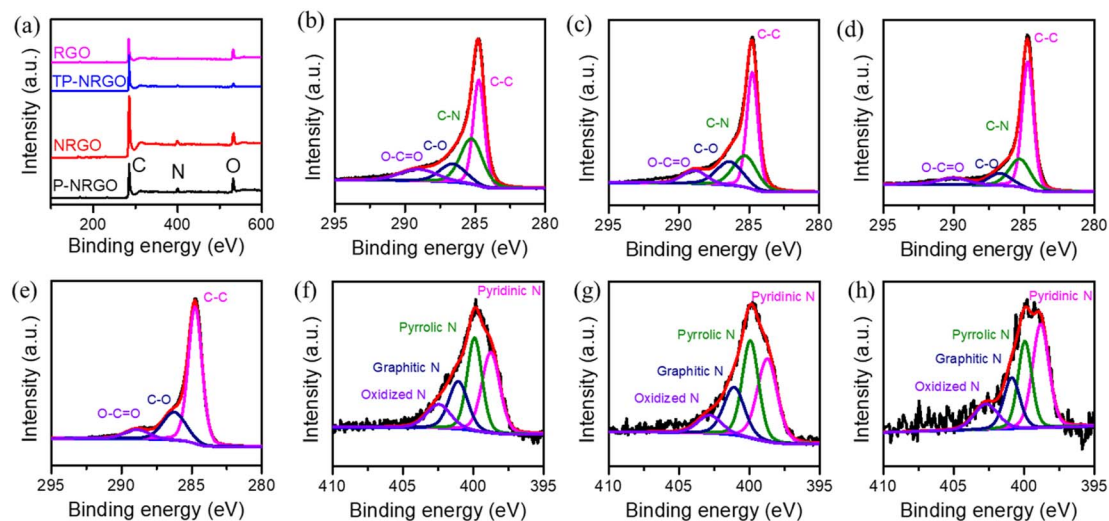 (a)
RGO
TP-NRGO
NRGO
P-NRGO
C
N
O
200 400 600
Binding energy (eV)
Intensity (a.u.)
(b)
C-C
C-N
C-O
O-C=O
295 290 285 280
Binding energy (eV)
Intensity (a.u.)
(c)
C-C
C-N
C-O
O-C=O
295 290 285 280
Binding energy (eV)
Intensity (a.u.)
(d)
C-C
C-N
C-O
O-C=O
295 290 285 280
Binding energy (eV)
Intensity (a.u.)
(e)
C-C
C-O
O-C=O
295 290 285 280
Binding energy (eV)
Intensity (a.u.)
(f)
Pyridinic N
Pyrrolic N
Graphitic N
Oxidized N
410 405 400 395
Binding energy (eV)
Intensity (a.u.)
(g)
Pyridinic N
Pyrrolic N
Graphitic N
Oxidized N
410 405 400 395
Binding energy (eV)
Intensity (a.u.)
(h)
Pyridinic N
Pyrrolic N
Graphitic N
Oxidized N
410 405 400 395
Binding energy (eV)
Intensity (a.u.)